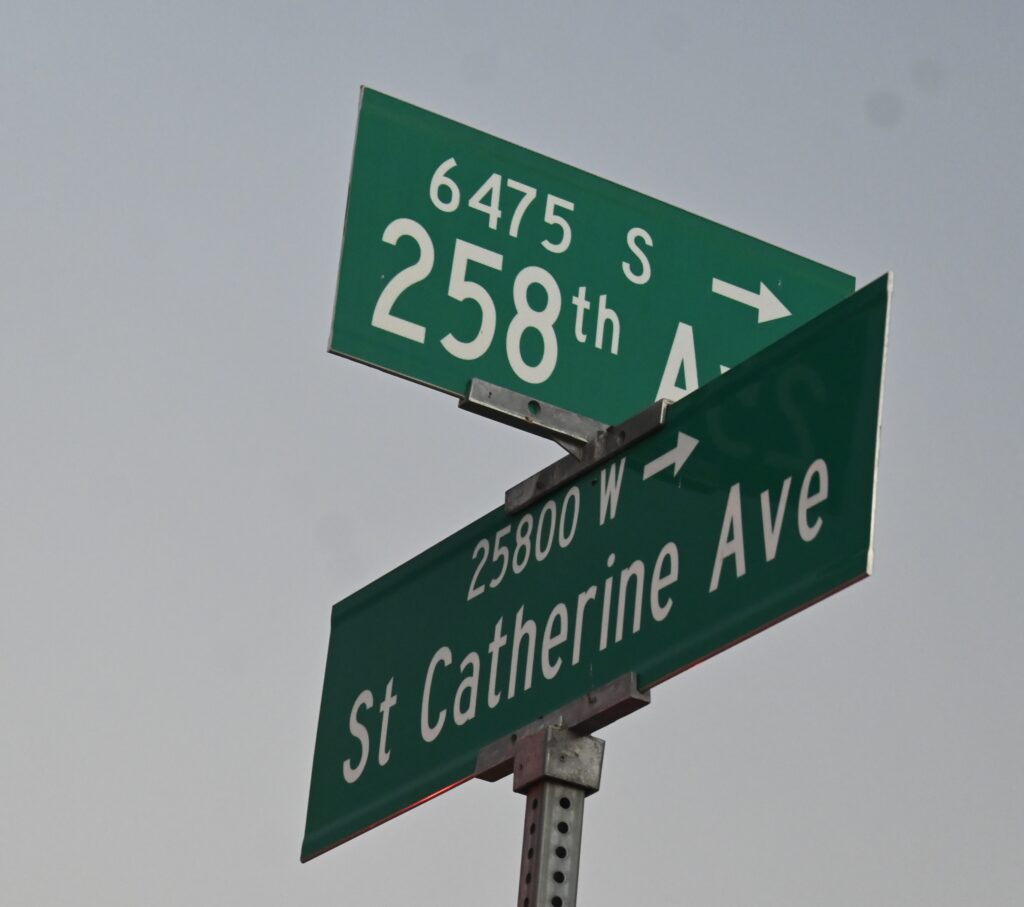 6475 S →
258th A
25800 W →
St Catherine Ave